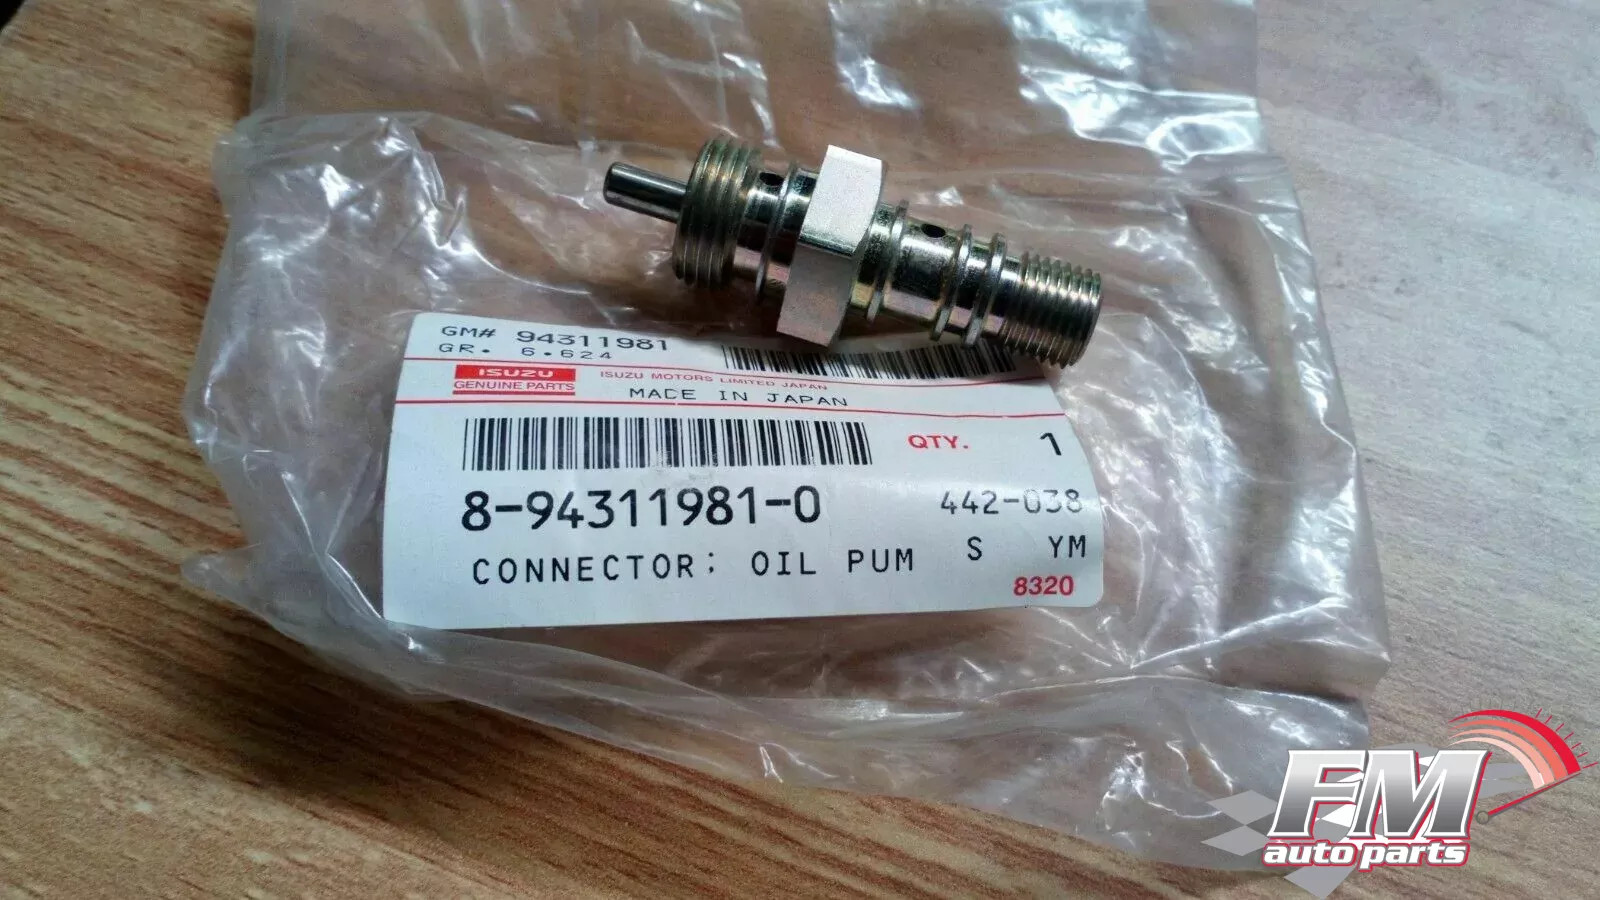 GM# 94311981
GR. 6.624
ISUZU
GENUINE PARTS
ISUZU MOTORS LIMITED JAPAN
MADE IN JAPAN
QTY. 1
8-94311981-0
442-038
CONNECTOR; OIL PUM
S YM
8320
FM
auto parts